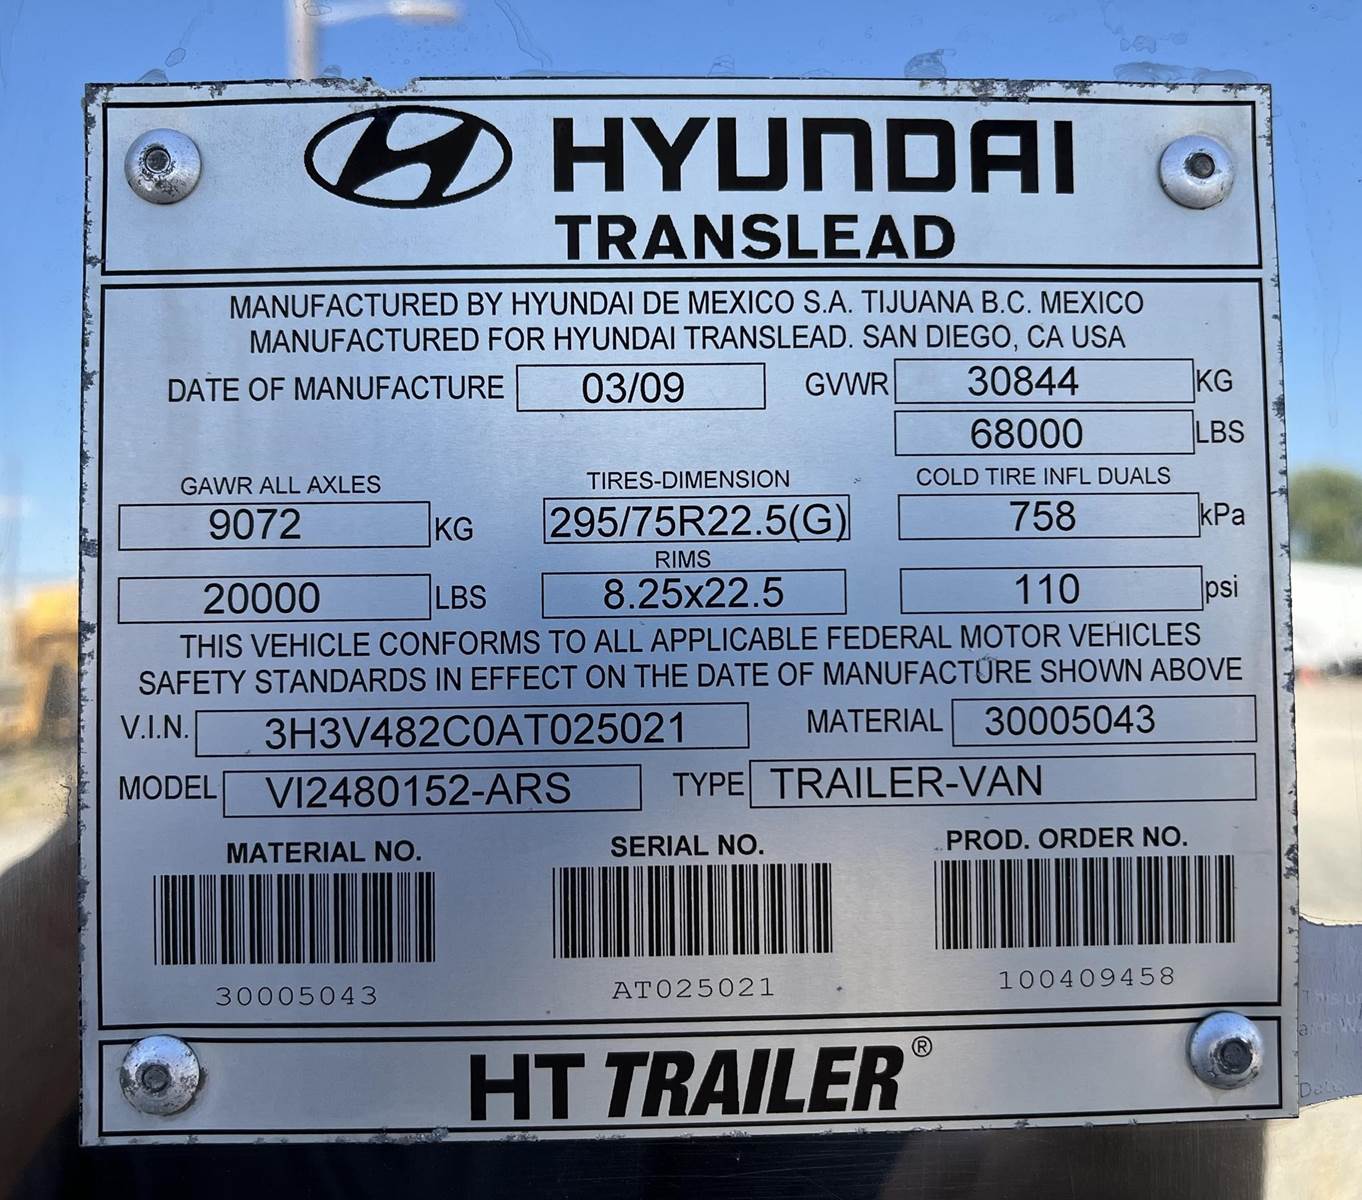 HYUNDAI
TRANSLEAD
MANUFACTURED BY HYUNDAI DE MEXICO S.A. TIJUANA B.C. MEXICO
MANUFACTURED FOR HYUNDAI TRANSLEAD. SAN DIEGO, CA USA
DATE OF MANUFACTURE 03/09 GVWR 30844 KG
68000 LBS
GAWR ALL AXLES TIRES-DIMENSION COLD TIRE INFL DUALS
9072 KG 295/75R22.5(G) 758 kPa
RIMS
20000 LBS 8.25x22.5 110 psi
THIS VEHICLE CONFORMS TO ALL APPLICABLE FEDERAL MOTOR VEHICLES
SAFETY STANDARDS IN EFFECT ON THE DATE OF MANUFACTURE SHOWN ABOVE
V.I.N. 3H3V482C0AT025021 MATERIAL 30005043
MODEL VI2480152-ARS TYPE TRAILER-VAN
MATERIAL NO. SERIAL NO. PROD. ORDER NO.
30005043 AT025021 100409458
HT TRAILER®